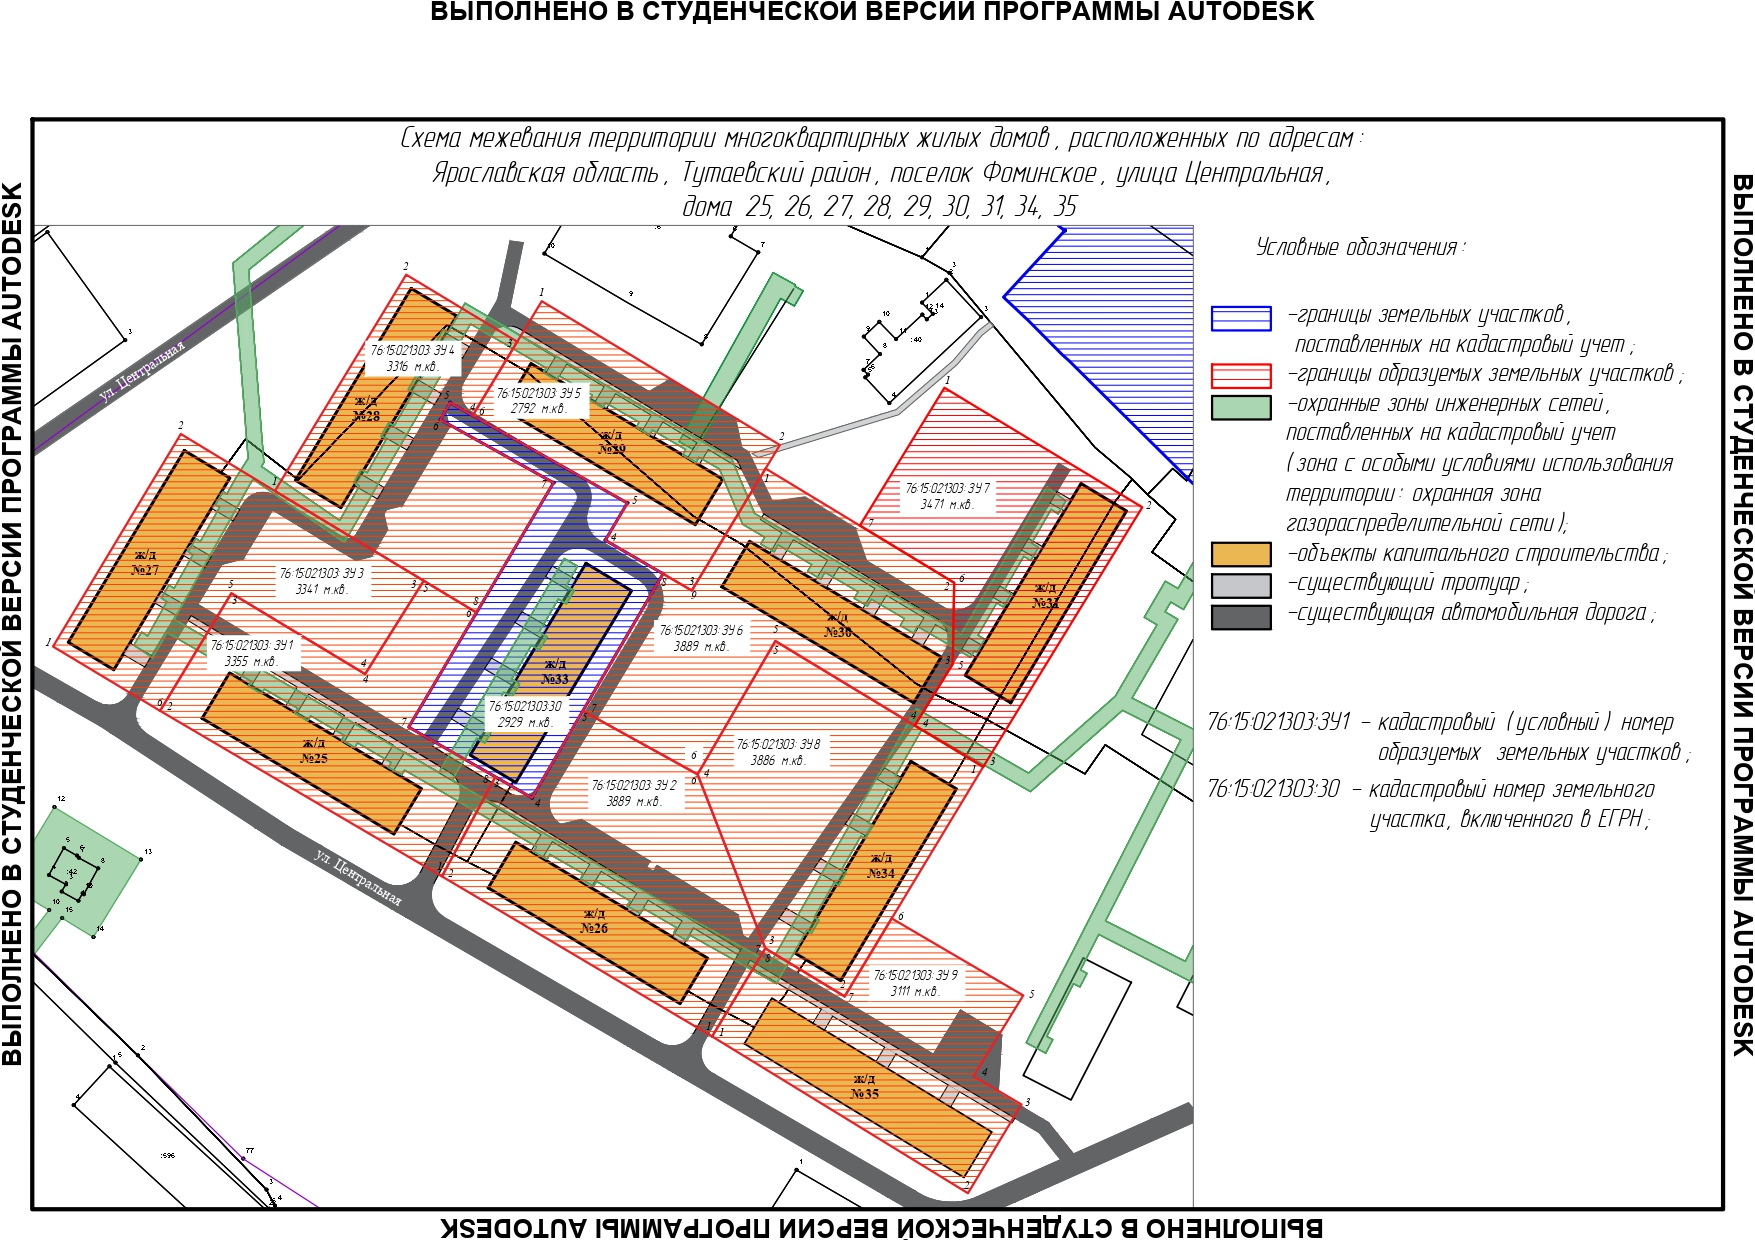 ВЫПОЛНЕНО В СТУДЕНЧЕСКОЙ ВЕРСИИ ПРОГРАММЫ AUTODESK
Схема межевания территории многоквартирных жилых домов, расположенных по адресам:
Ярославская область, Тутаевский район, поселок Фоминское, улица Центральная,
дома 25, 26, 27, 28, 29, 30, 31, 34, 35
Условные обозначения:
-границы земельных участков,
поставленных на кадастровый учет;
-границы образуемых земельных участков;
-охранные зоны инженерных сетей,
поставленных на кадастровый учет
(зона с особыми условиями использования
территории: охранная зона
газораспределительной сети);
-объекты капитального строительства;
-существующий тротуар;
-существующая автомобильная дорога;
76:15:021303:ЗУ1 - кадастровый (условный) номер
образуемых земельных участков;
76:15:021303:30 - кадастровый номер земельного
участка, включенного в ЕГРН;
ул. Центральная
76:15:021303:ЗУ4
3316 м.кв.
ж/д
№28
76:15:021303:ЗУ5
2792 м.кв.
ж/д
№29
76:15:021303:ЗУ7
3471 м.кв.
ж/д
№31
ж/д
№27
76:15:021303:ЗУ3
3341 м.кв.
76:15:021303:ЗУ1
3355 м.кв.
76:15:021303:ЗУ6
3889 м.кв.
ж/д
№30
ж/д
№33
76:15:021303:30
2929 м.кв.
ж/д
№25
76:15:021303:ЗУ8
3886 м.кв.
76:15:021303:ЗУ2
3889 м.кв.
ж/д
№34
ул. Центральная
ж/д
№26
76:15:021303:ЗУ9
3111 м.кв.
ж/д
№35
:40
:42
:596
ВЫПОЛНЕНО В СТУДЕНЧЕСКОЙ ВЕРСИИ ПРОГРАММЫ AUTODESK
ВЫПОЛНЕНО В СТУДЕНЧЕСКОЙ ВЕРСИИ ПРОГРАММЫ AUTODESK
ВЫПОЛНЕНО В СТУДЕНЧЕСКОЙ ВЕРСИИ ПРОГРАММЫ AUTODESK